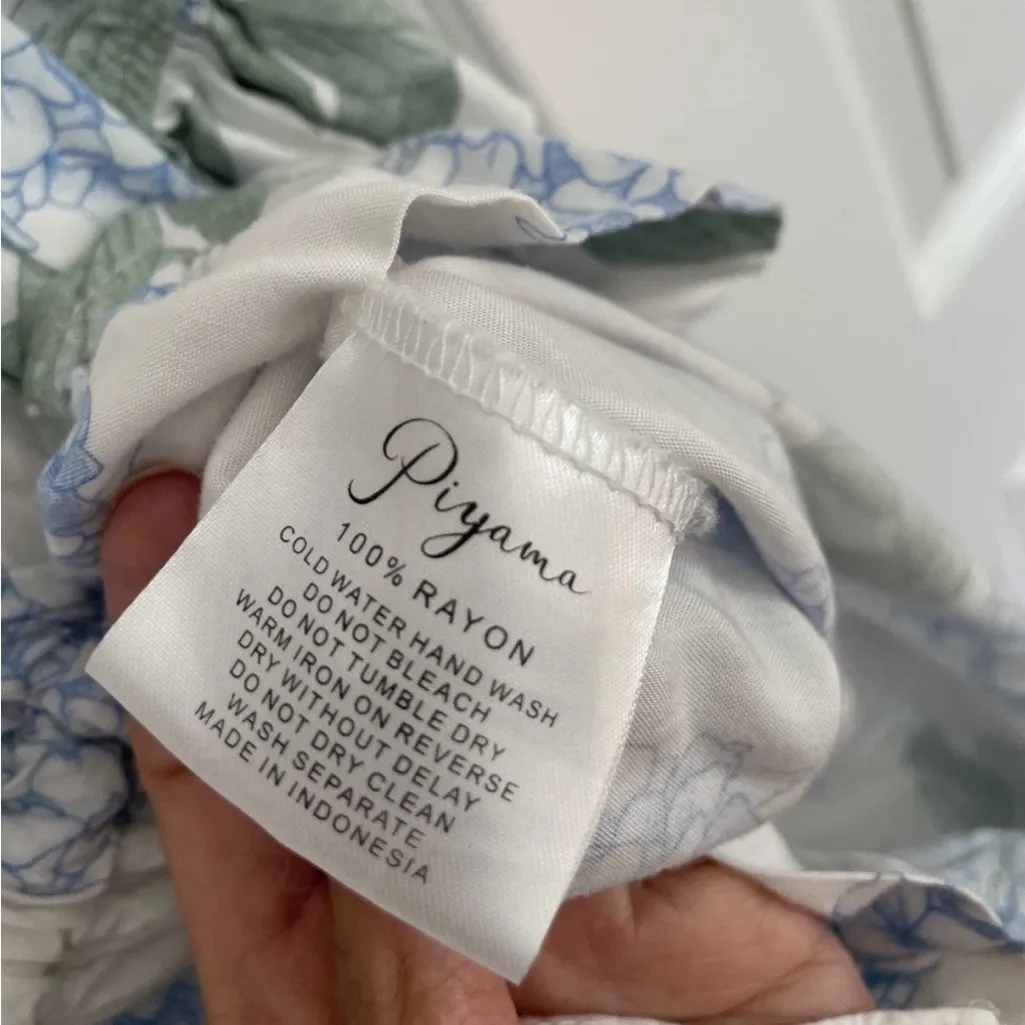 Piyama
100% RAYON
COLD WATER HAND WASH
DO NOT BLEACH
DO NOT TUMBLE DRY
WARM IRON ON REVERSE
DRY WITHOUT DELAY
DO NOT DRY CLEAN
WASH SEPARATE
MADE IN INDONESIA